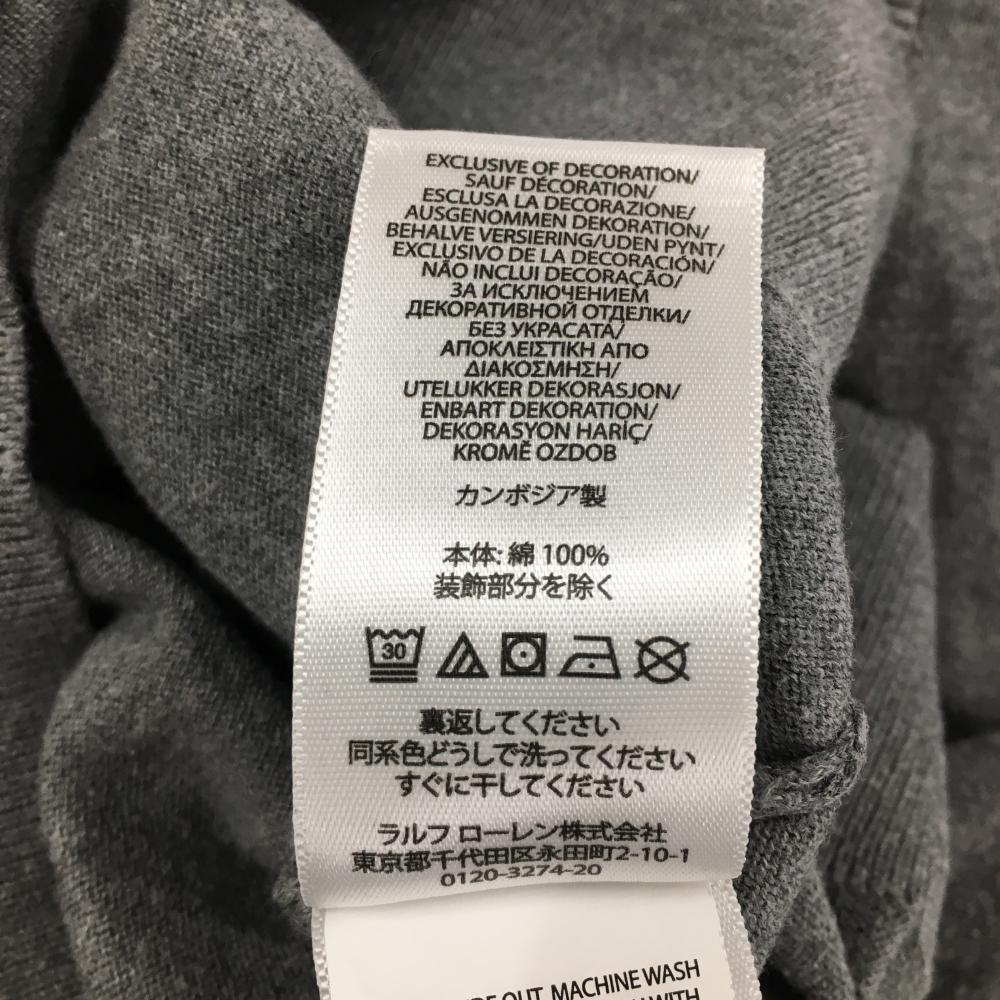 EXCLUSIVE OF DECORATION/
SAUF DÉCORATION/
ESCLUSA LA DECORAZIONE/
AUSGENOMMEN DEKORATION/
BEHALVE VERSIERING/UDEN PYNT/
EXCLUSIVO DE LA DECORACIÓN/
NÃO INCLUI DECORAÇÃO/
ЗА ИСКЛЮЧЕНИЕМ
ДЕКОРАТИВНОЙ ОТДЕЛКИ/
БЕЗ УКРАСАТА/
ΑΠΟΚΛΕΙΣΤΙΚΗ ΑΠΟ
ΔΙΑΚΟΣΜΗΣΗ/
UTELUKKER DEKORASJON/
ENBART DEKORATION/
DEKORASYON HARİÇ/
KROMĚ OZDOB
カンボジア製
本体: 綿 100%
装飾部分を除く
30
裏返してください
同系色どうしで洗ってください
すぐに干してください
ラルフ ローレン株式会社
東京都千代田区永田町2-10-1
0120-3274-20
OUT, MACHINE WASH
WITH